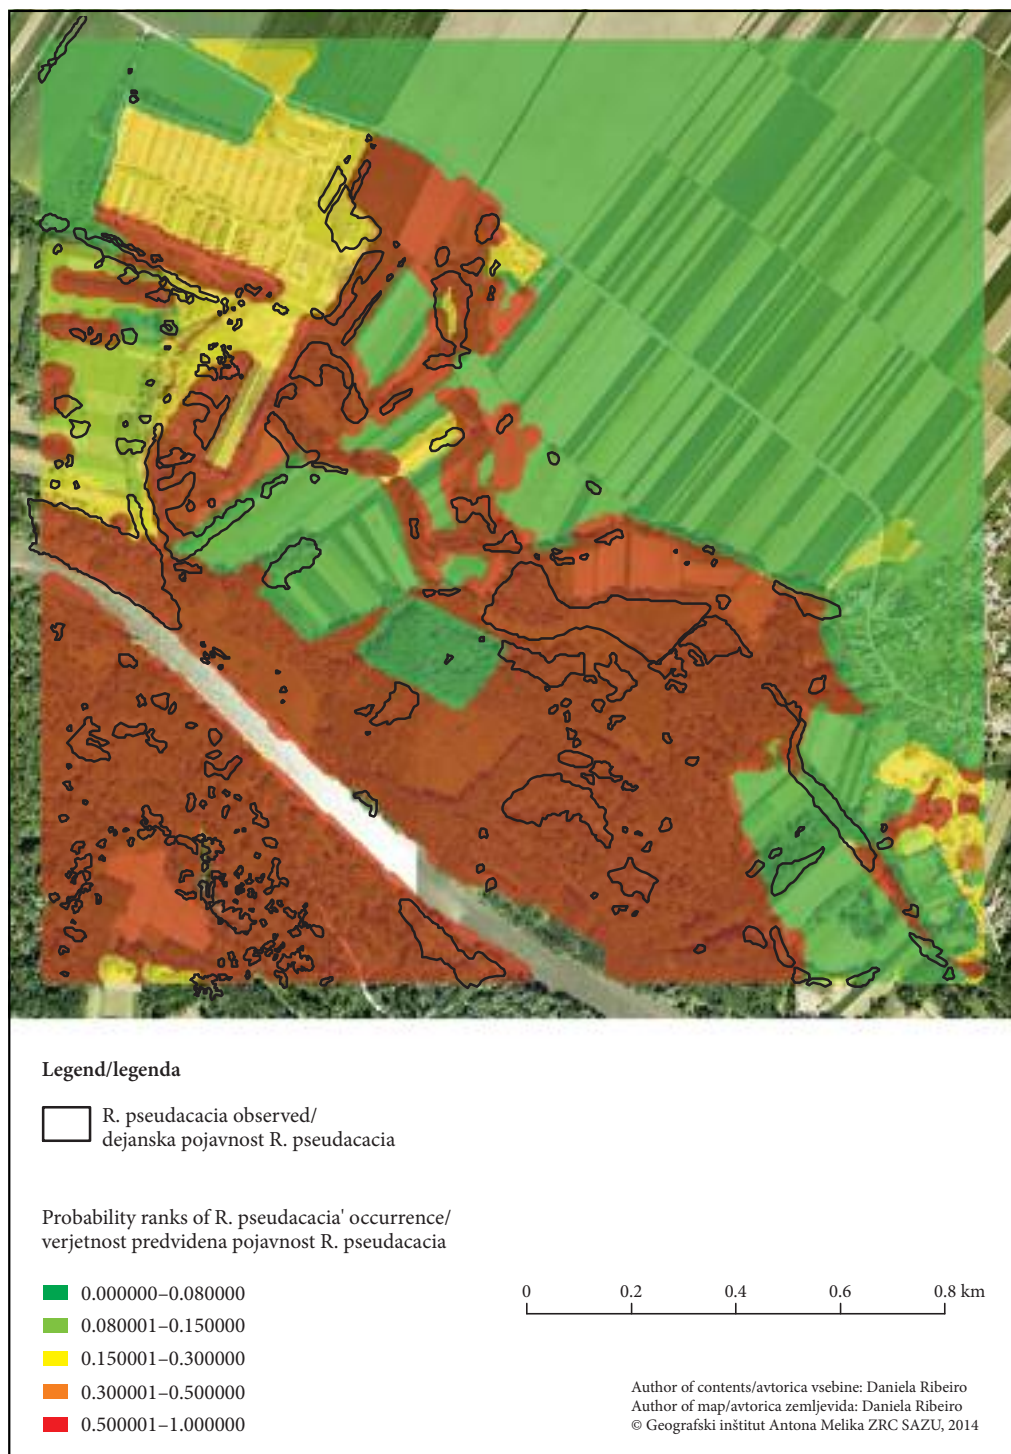 Legend/legenda
R. pseudacacia observed/
dejanska pojavnost R. pseudacacia
Probability ranks of R. pseudacacia' occurrence/
verjetnost predvidena pojavnost R. pseudacacia
0.000000–0.080000
0.080001–0.150000
0.150001–0.300000
0.300001–0.500000
0.500001–1.000000
0 0.2 0.4 0.6 0.8 km
Author of contents/avtorica vsebine: Daniela Ribeiro
Author of map/avtorica zemljevida: Daniela Ribeiro
© Geografski inštitut Antona Melika ZRC SAZU, 2014